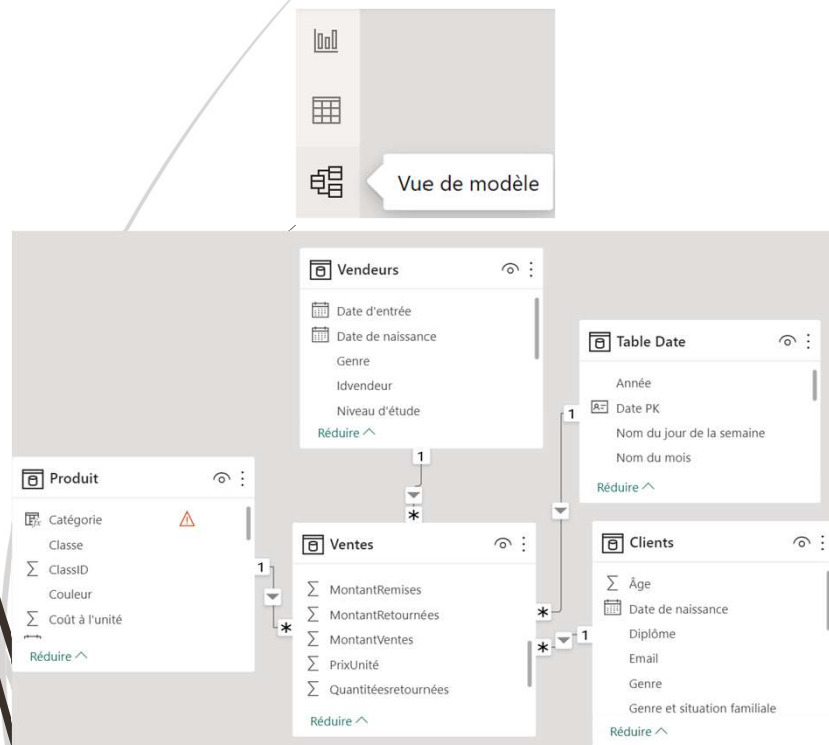 Vue de modèle
Vendeurs
Date d'entrée
Date de naissance
Genre
Idvendeur
Niveau d'étude
Réduire
1
*
Table Date
Année
Date PK
Nom du jour de la semaine
Nom du mois
Réduire
1
*
Produit
Catégorie
Classe
∑ ClassID
Couleur
∑ Coût à l'unité
Réduire
1
*
Ventes
∑ MontantRemises
∑ MontantRetournées
∑ MontantVentes
∑ PrixUnité
∑ Quantitéesretournées
Réduire
Clients
∑ Âge
Date de naissance
Diplôme
Email
Genre
Genre et situation familiale
Réduire
1
*